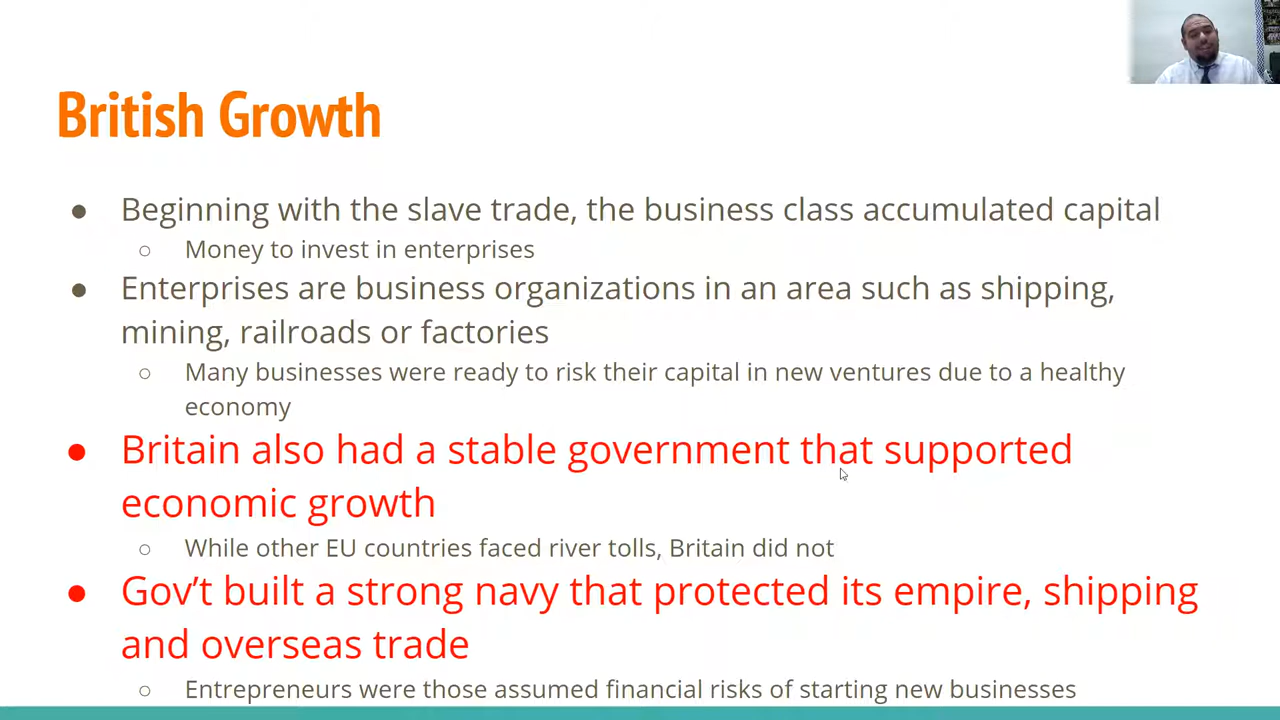 British Growth
● Beginning with the slave trade, the business class accumulated capital
○ Money to invest in enterprises
● Enterprises are business organizations in an area such as shipping,
mining, railroads or factories
○ Many businesses were ready to risk their capital in new ventures due to a healthy
economy
● Britain also had a stable government that supported
economic growth
○ While other EU countries faced river tolls, Britain did not
● Gov’t built a strong navy that protected its empire, shipping
and overseas trade
○ Entrepreneurs were those assumed financial risks of starting new businesses